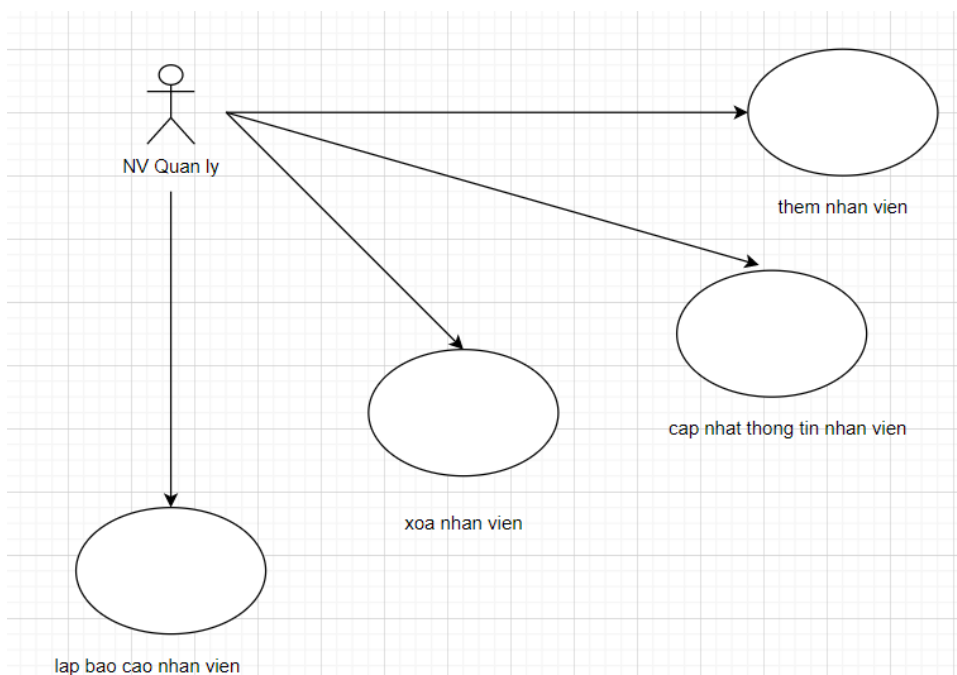 NV Quan ly
them nhan vien
cap nhat thong tin nhan vien
xoa nhan vien
lap bao cao nhan vien